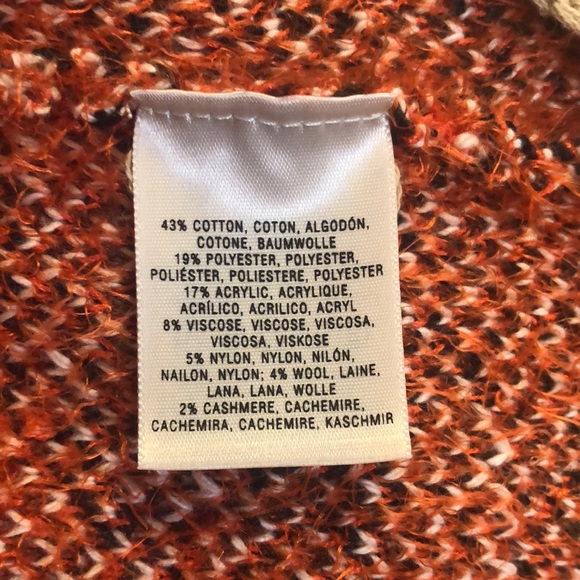 43% COTTON, COTON, ALGODÓN,
COTONE, BAUMWOLLE
19% POLYESTER, POLYESTER,
POLIÉSTER, POLIESTERE, POLYESTER
17% ACRYLIC, ACRYLIQUE,
ACRÍLICO, ACRILICO, ACRYL
8% VISCOSE, VISCOSE, VISCOSA,
VISCOSA, VISKOSE
5% NYLON, NYLON, NILÓN,
NAILON, NYLON; 4% WOOL, LAINE,
LANA, LANA, WOLLE
2% CASHMERE, CACHEMIRE,
CACHEMIRA, CACHEMIRE, KASCHMIR